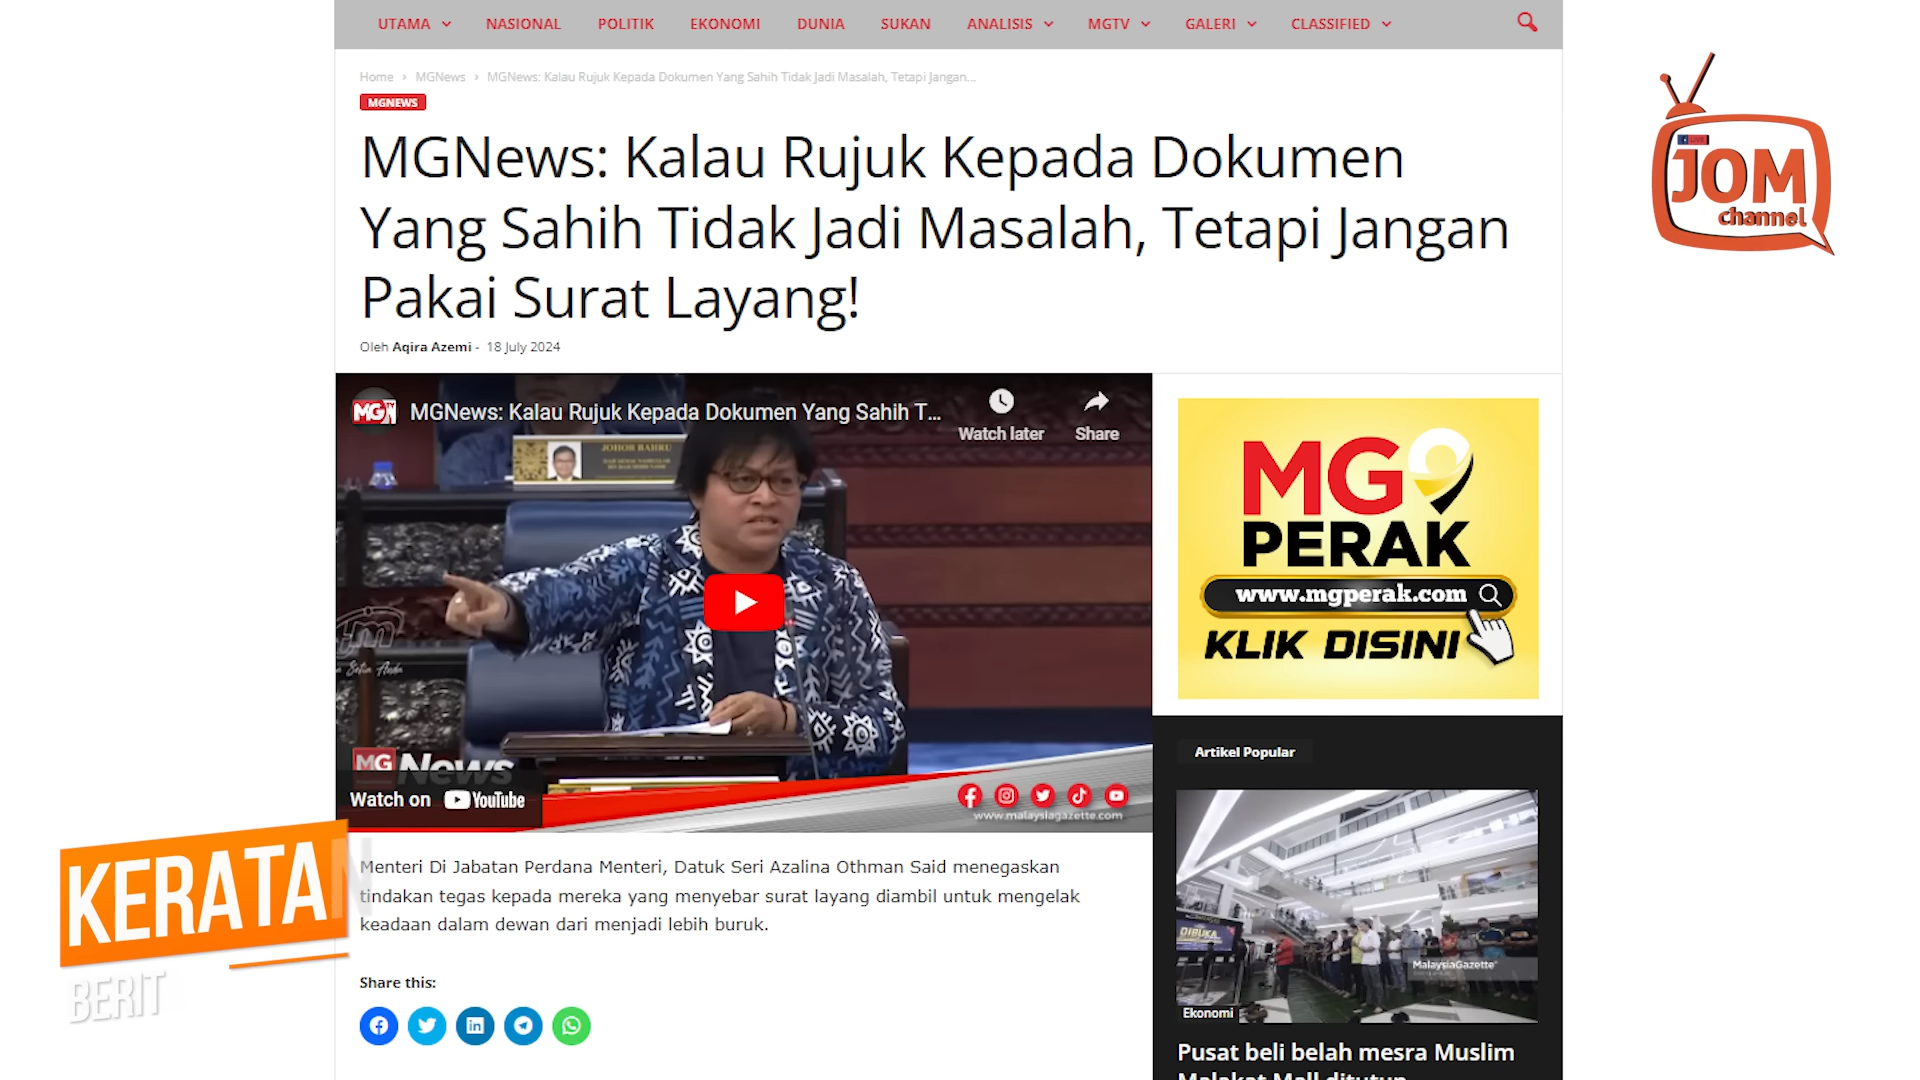 UTAMA NASIONAL POLITIK EKONOMI DUNIA SUKAN ANALISIS MGTV GALERI CLASSIFIED
Home › MGNews › MGNews: Kalau Rujuk Kepada Dokumen Yang Sahih Tidak Jadi Masalah, Tetapi Jangan...
MGNEWS
MGNews: Kalau Rujuk Kepada Dokumen
Yang Sahih Tidak Jadi Masalah, Tetapi Jangan
Pakai Surat Layang!
Oleh Aqira Azemi - 18 July 2024
LIVE
JOM
channel
MGTV
MGNews: Kalau Rujuk Kepada Dokumen Yang Sahih T...
Watch later
Share
JOHOR BAHRU
MG News
Watch on YouTube
www.malaysiagazette.com
MG
PERAK
www.mgperak.com
KLIK DISINI
Artikel Popular
DIBUKA
MalaysiaGazette
Ekonomi
Pusat beli belah mesra Muslim
Malakat Mall ditutup
KERATAN
BERIT
Menteri Di Jabatan Perdana Menteri, Datuk Seri Azalina Othman Said menegaskan
tindakan tegas kepada mereka yang menyebar surat layang diambil untuk mengelak
keadaan dalam dewan dari menjadi lebih buruk.
Share this: